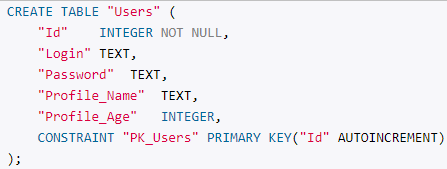 CREATE TABLE "Users" (
    "Id"    INTEGER NOT NULL,
    "Login" TEXT,
    "Password"  TEXT,
    "Profile_Name"  TEXT,
    "Profile_Age"   INTEGER,
    CONSTRAINT "PK_Users" PRIMARY KEY("Id" AUTOINCREMENT)
);